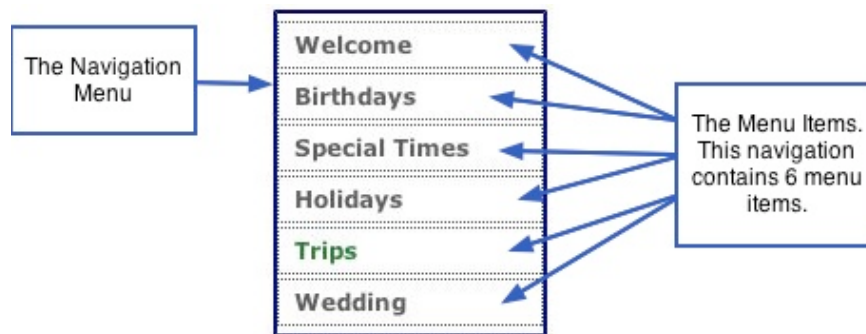 The Navigation
Menu
Welcome
Birthdays
Special Times
Holidays
Trips
Wedding
The Menu Items.
This navigation
contains 6 menu
items.